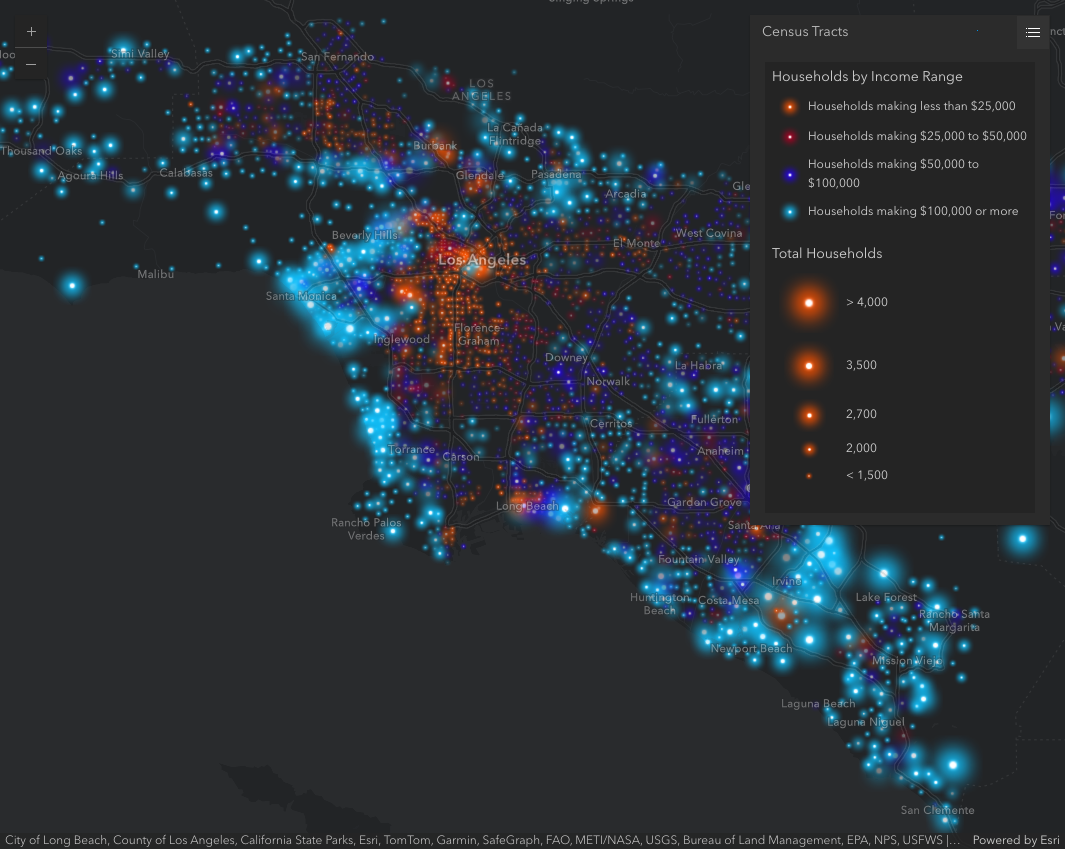 Singing Springs
+
−
Simi Valley
San Fernando
LOS
ANGELES
La Cañada
Flintridge
Burbank
Thousand Oaks
Agoura Hills
Calabasas
Glendale
Pasadena
Arcadia
Gle
Beverly Hills
El Monte
West Covina
Los Angeles
Malibu
Santa Monica
Inglewood
Florence-
Graham
Downey
Norwalk
La Habra
Fullerton
Cerritos
Anaheim
Torrance
Carson
Long Beach
Garden Grove
Rancho Palos
Verdes
Santa Ana
Fountain Valley
Irvine
Huntington
Beach
Costa Mesa
Lake Forest
Rancho Santa
Margarita
Newport Beach
Mission Viejo
Laguna Beach
Laguna Niguel
San Clemente
Census Tracts
Households by Income Range
Households making less than $25,000
Households making $25,000 to $50,000
Households making $50,000 to
$100,000
Households making $100,000 or more
Total Households
> 4,000
3,500
2,700
2,000
< 1,500
City of Long Beach, County of Los Angeles, California State Parks, Esri, TomTom, Garmin, SafeGraph, FAO, METI/NASA, USGS, Bureau of Land Management, EPA, NPS, USFWS |… Powered by Esri